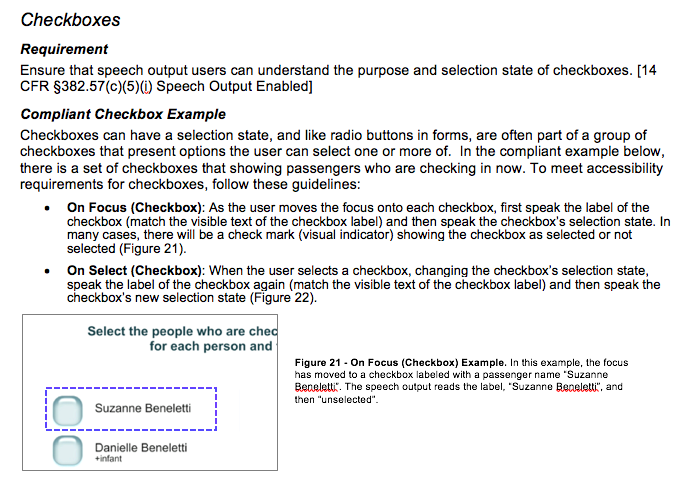 Checkboxes
Requirement
Ensure that speech output users can understand the purpose and selection state of checkboxes. [14
CFR §382.57(c)(5)(i) Speech Output Enabled]
Compliant Checkbox Example
Checkboxes can have a selection state, and like radio buttons in forms, are often part of a group of
checkboxes that present options the user can select one or more of.  In the compliant example below,
there is a set of checkboxes that showing passengers who are checking in now. To meet accessibility
requirements for checkboxes, follow these guidelines:
• On Focus (Checkbox): As the user moves the focus onto each checkbox, first speak the label of the
checkbox (match the visible text of the checkbox label) and then speak the checkbox's selection state. In
many cases, there will be a check mark (visual indicator) showing the checkbox as selected or not
selected (Figure 21).
• On Select (Checkbox): When the user selects a checkbox, changing the checkbox's selection state,
speak the label of the checkbox again (match the visible text of the checkbox label) and then speak the
checkbox's new selection state (Figure 22).
Select the people who are chec
for each person and
Suzanne Beneletti
Danielle Beneletti
+infant
Figure 21 - On Focus (Checkbox) Example. In this example, the focus
has moved to a checkbox labeled with a passenger name "Suzanne
Beneletti". The speech output reads the label, "Suzanne Beneletti", and
then "unselected".